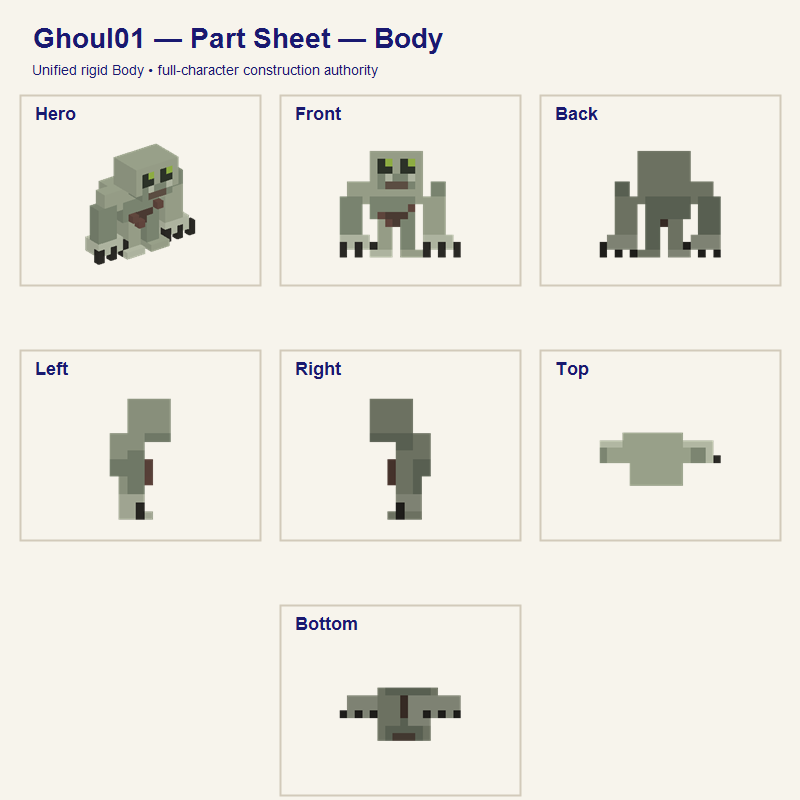 Ghoul01 — Part Sheet — Body
Unified rigid Body • full-character construction authority
Hero
Front
Back
Left
Right
Top
Bottom